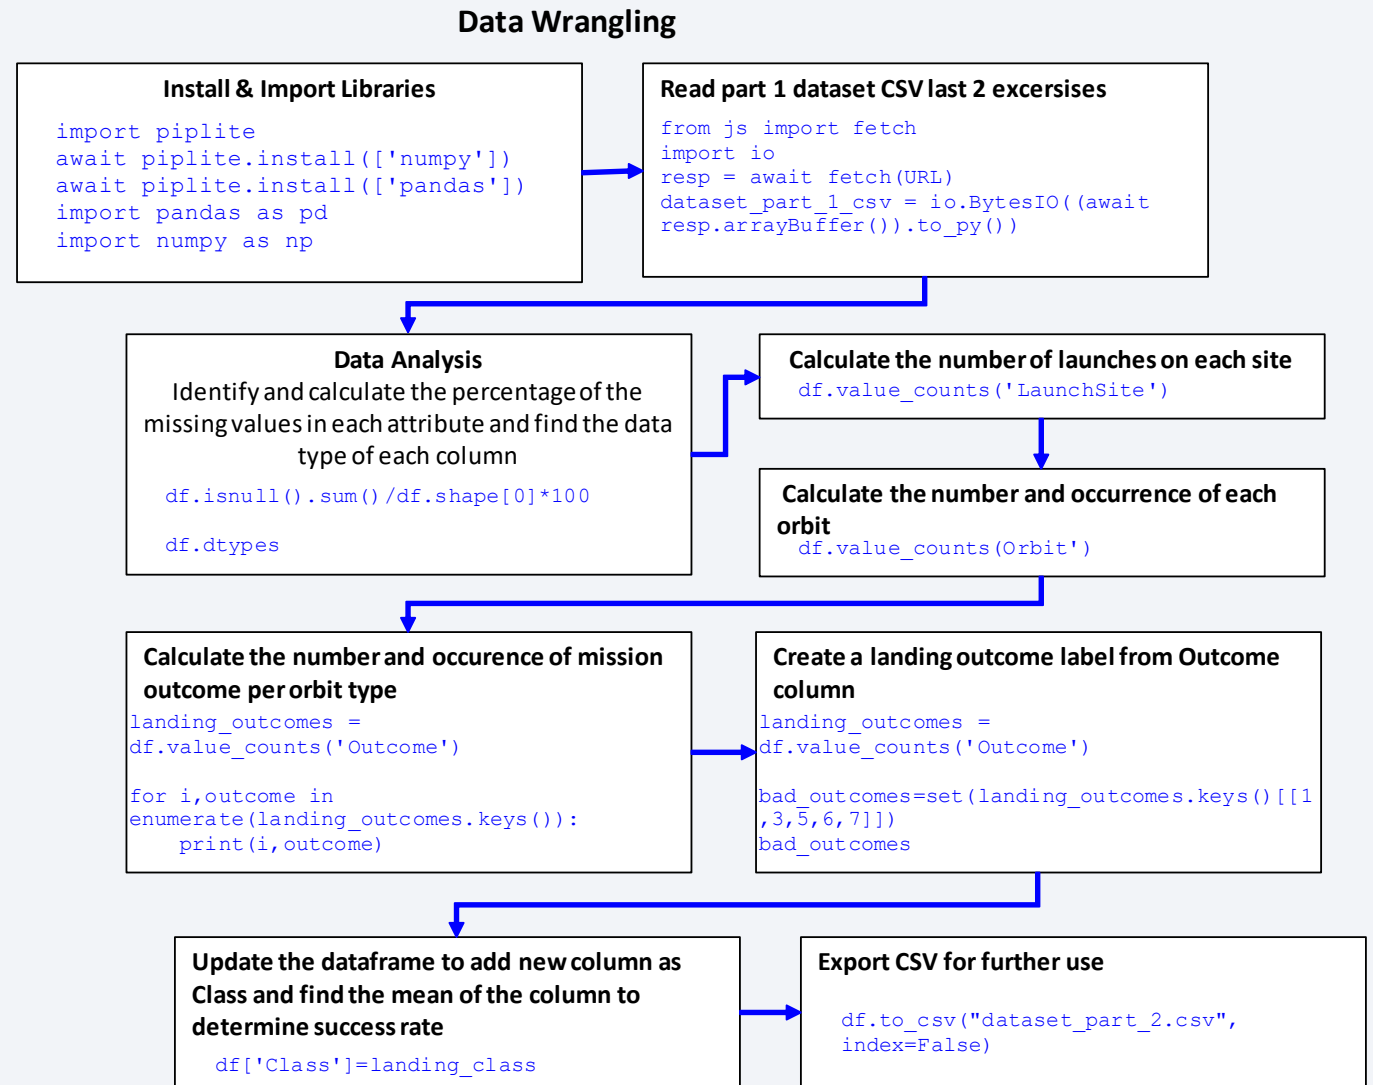 Data Wrangling
Install & Import Libraries
import piplite
await piplite.install(['numpy'])
await piplite.install(['pandas'])
import pandas as pd
import numpy as np
Read part 1 dataset CSV last 2 excersises
from js import fetch
import io
resp = await fetch(URL)
dataset_part_1_csv = io.BytesIO((await
resp.arrayBuffer()).to_py())
Data Analysis
Identify and calculate the percentage of the
missing values in each attribute and find the data
type of each column
df.isnull().sum()/df.shape[0]*100
df.dtypes
Calculate the number of launches on each site
df.value_counts('LaunchSite')
Calculate the number and occurrence of each
orbit
df.value_counts(Orbit')
Calculate the number and occurence of mission
outcome per orbit type
landing_outcomes =
df.value_counts('Outcome')
for i,outcome in
enumerate(landing_outcomes.keys()):
print(i,outcome)
Create a landing outcome label from Outcome
column
landing_outcomes =
df.value_counts('Outcome')
bad_outcomes=set(landing_outcomes.keys()[[1
,3,5,6,7]])
bad_outcomes
Update the dataframe to add new column as
Class and find the mean of the column to
determine success rate
df['Class']=landing_class
Export CSV for further use
df.to_csv("dataset_part_2.csv",
index=False)